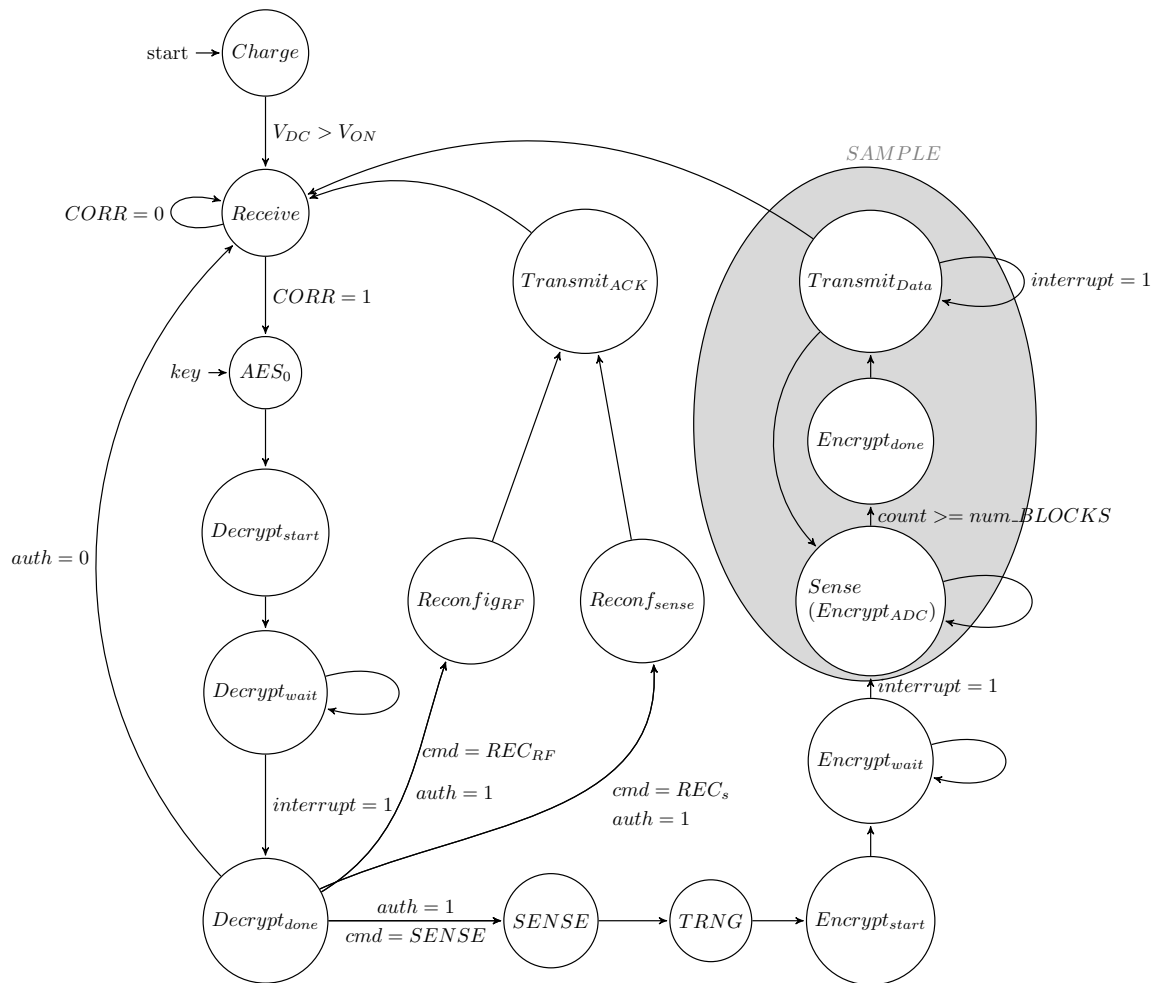 start
Charge
V_DC > V_ON
SAMPLE
CORR = 0
Receive
Transmit_ACK
Transmit_Data
interrupt = 1
CORR = 1
key
AES_0
Encrypt_done
count >= num_BLOCKS
Decrypt_start
auth = 0
Reconfig_RF
Reconf_sense
Sense
(Encrypt_ADC)
interrupt = 1
Decrypt_wait
cmd = REC_RF
auth = 1
Encrypt_wait
cmd = REC_s
auth = 1
interrupt = 1
Decrypt_done
auth = 1
cmd = SENSE
SENSE
TRNG
Encrypt_start